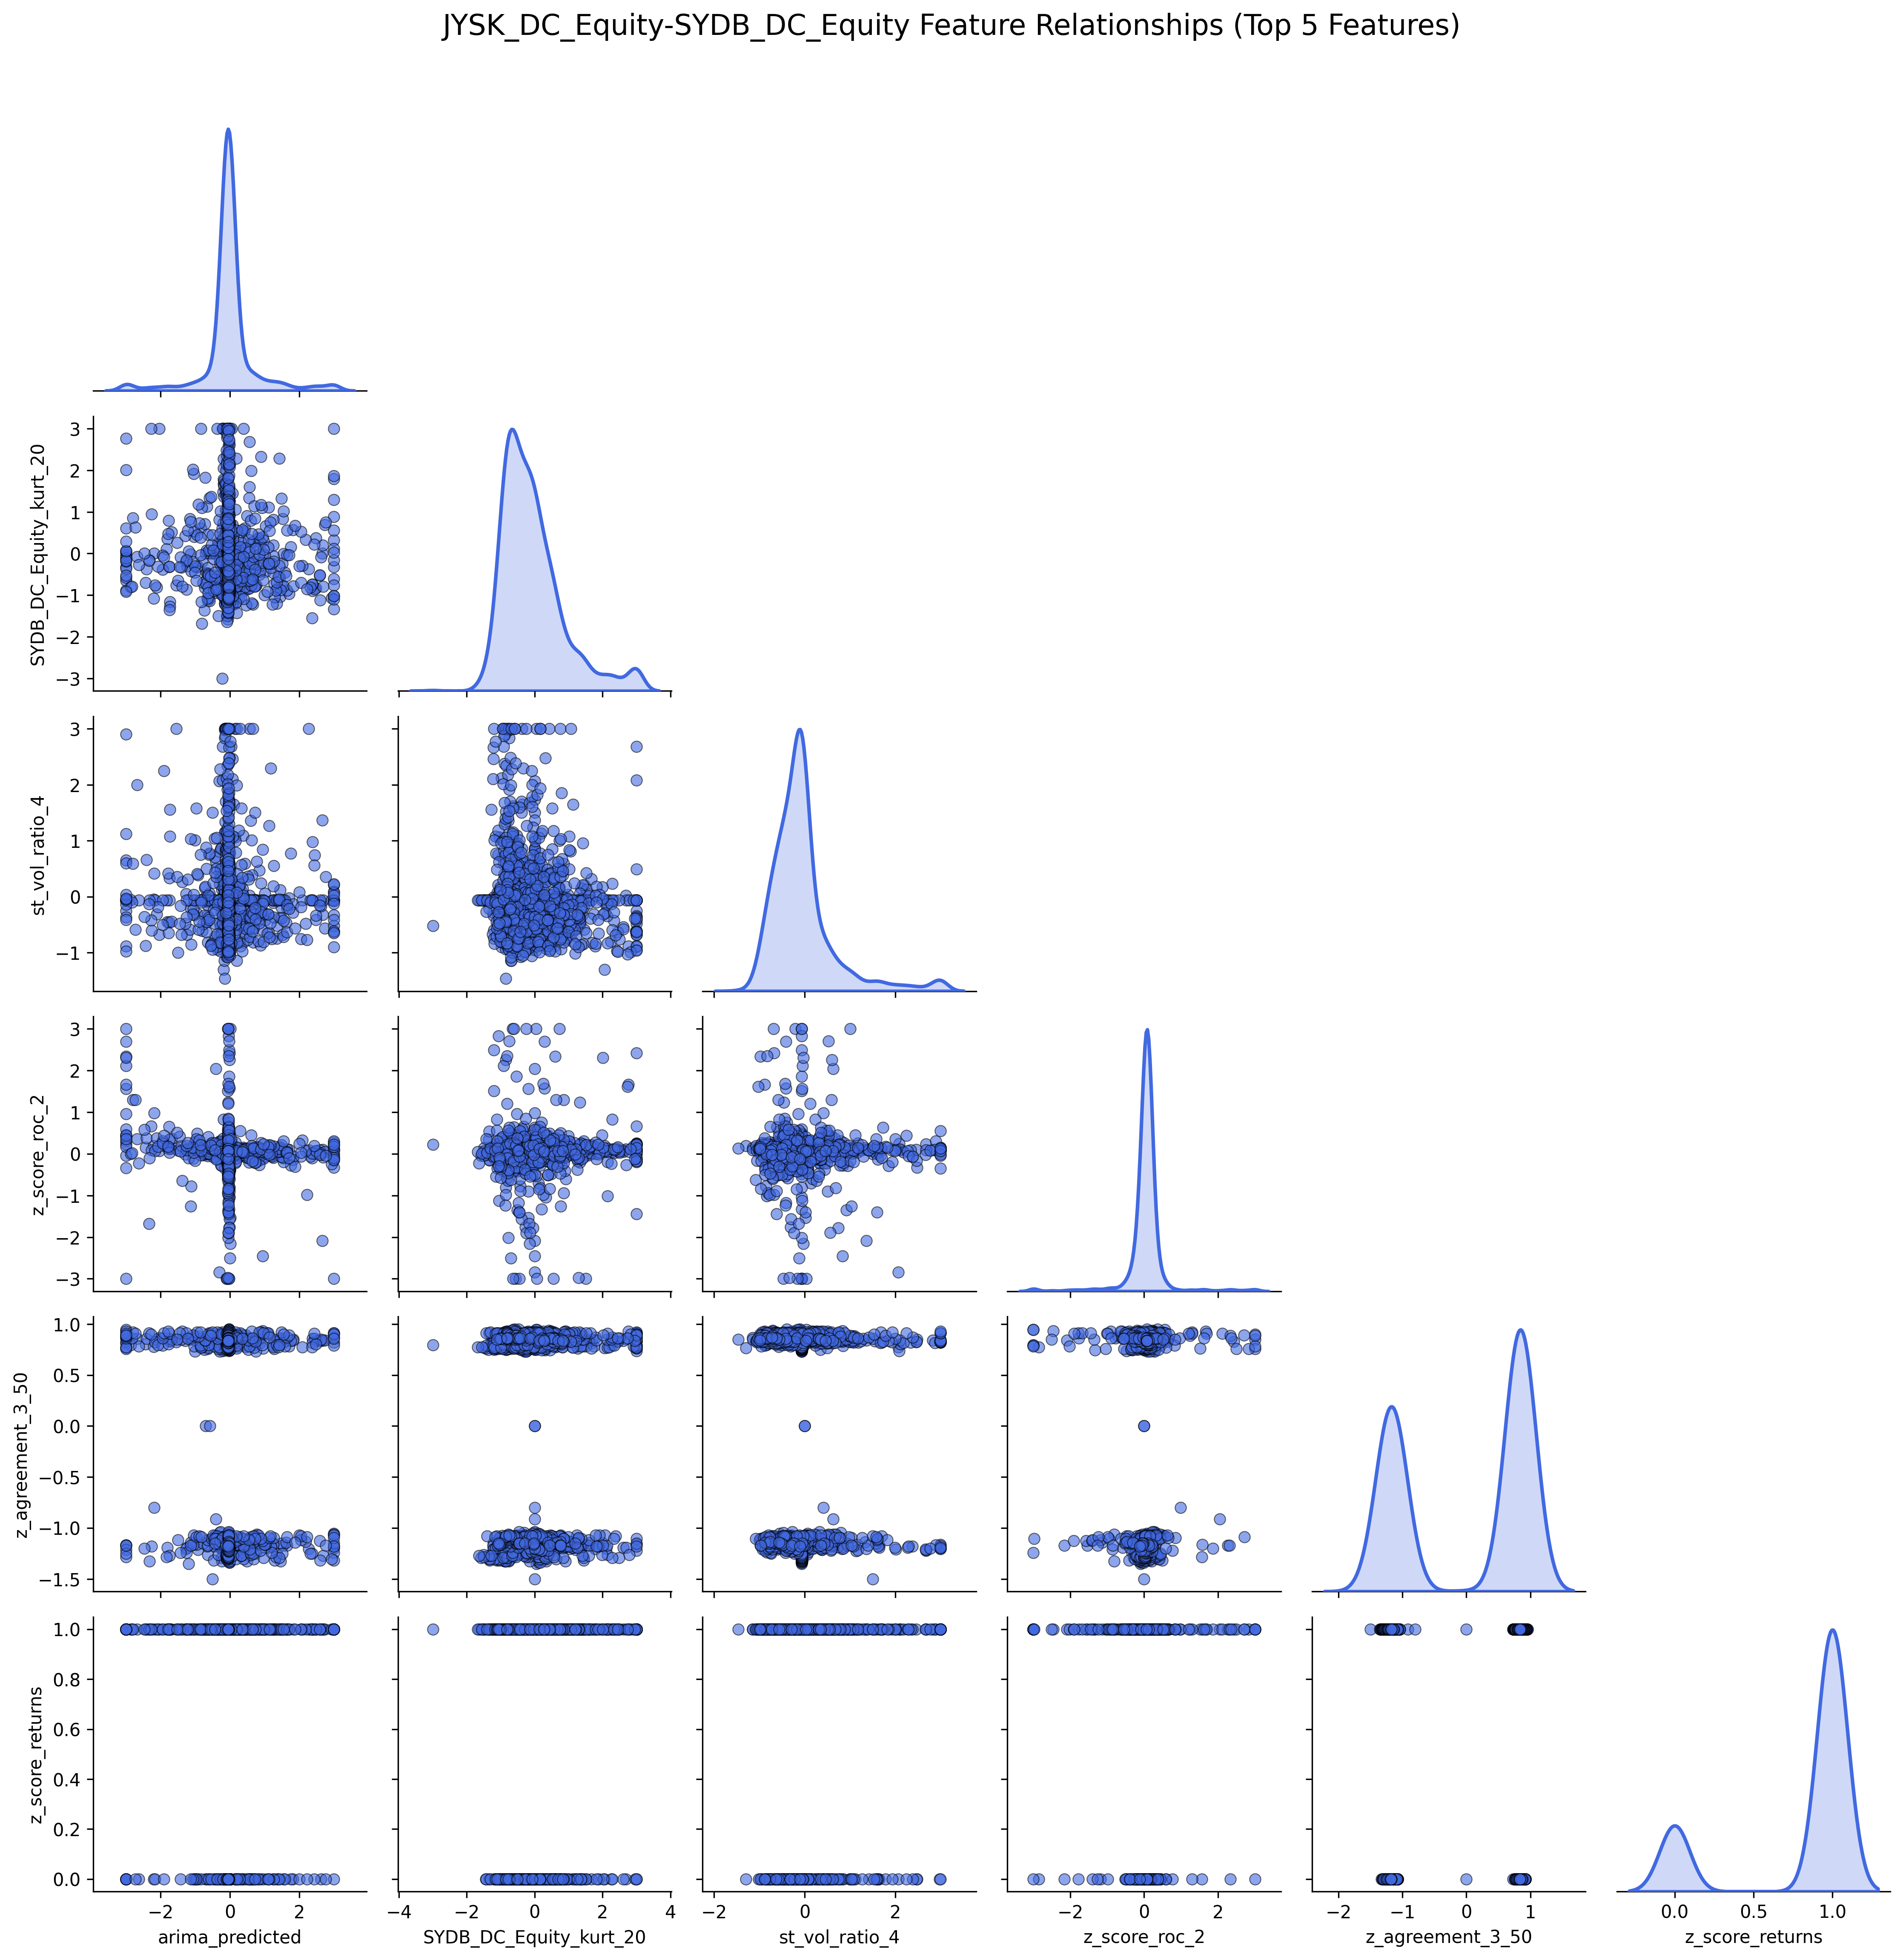 JYSK_DC_Equity-SYDB_DC_Equity Feature Relationships (Top 5 Features)
SYDB_DC_Equity_kurt_20
3
2
1
0
−1
−2
−3
st_vol_ratio_4
3
2
1
0
−1
z_score_roc_2
3
2
1
0
−1
−2
−3
z_agreement_3_50
1.0
0.5
0.0
−0.5
−1.0
−1.5
z_score_returns
1.0
0.8
0.6
0.4
0.2
0.0
−2 0 2
−4 −2 0 2 4
−2 0 2
−2 0 2
−2 −1 0 1
0.0 0.5 1.0
arima_predicted
SYDB_DC_Equity_kurt_20
st_vol_ratio_4
z_score_roc_2
z_agreement_3_50
z_score_returns